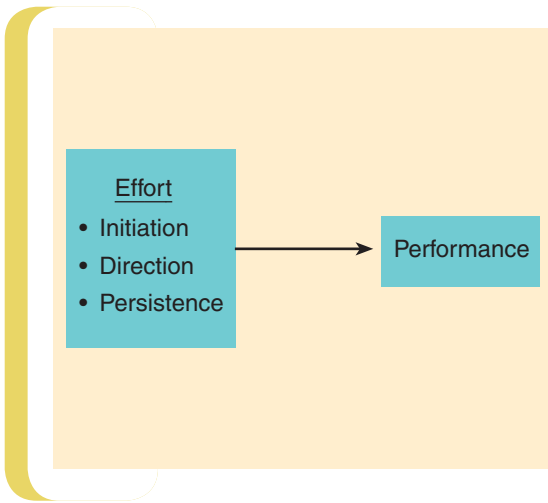 Effort
• Initiation
• Direction
• Persistence
Performance